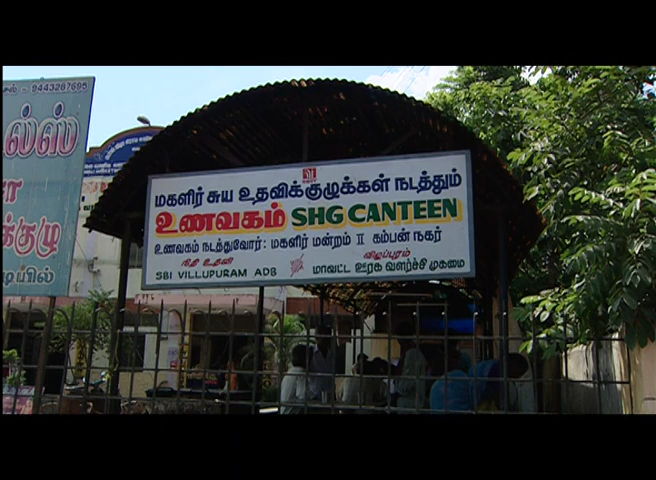 செல் - 9443287695
ல்ஸ்
க்குழு
டியில்
மகளிர் சுய உதவிக்குழுக்கள் நடத்தும்
உணவகம் SHG CANTEEN
உணவகம் நடத்துவோர்: மகளிர் மன்றம் II கம்பன் நகர்
நிதி உதவி விழுப்புரம்
SBI VILLUPURAM ADB மாவட்ட ஊரக வளர்ச்சி முகமை